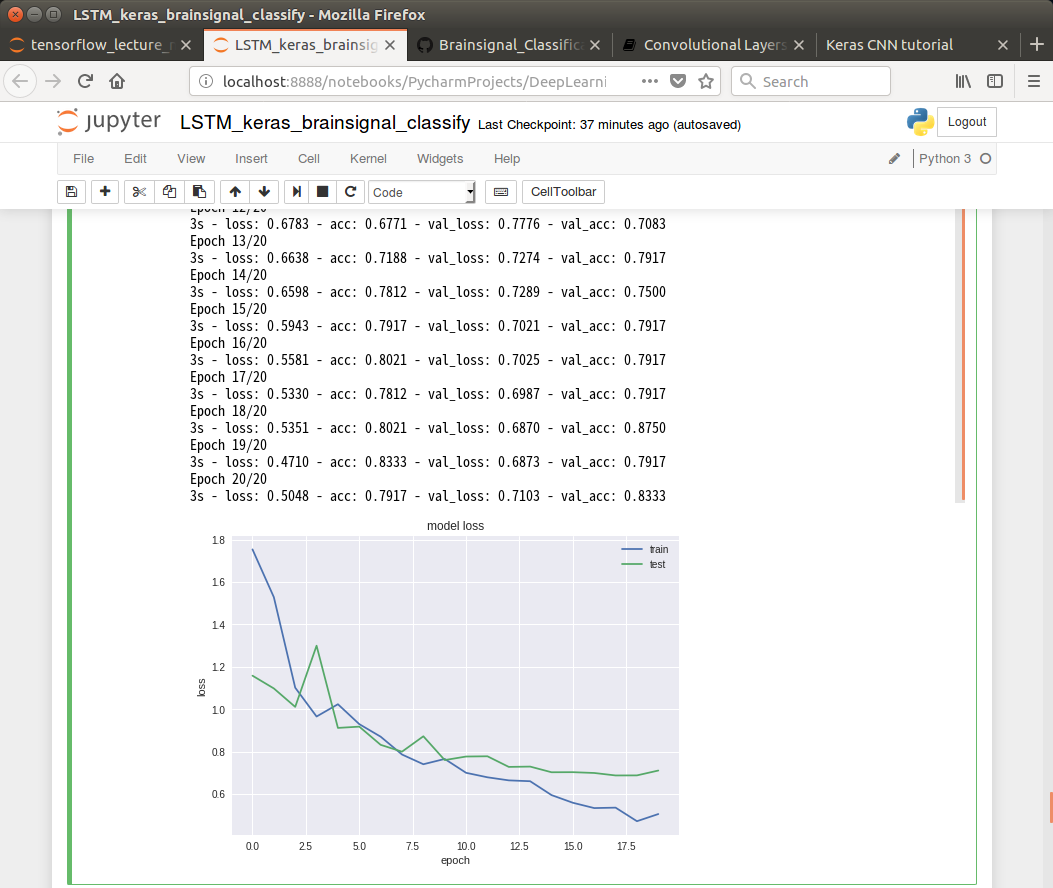 LSTM_keras_brainsignal_classify - Mozilla Firefox
tensorflow_lecture_
LSTM_keras_brainsig
Brainsignal_Classific
Convolutional Layers
Keras CNN tutorial
localhost:8888/notebooks/PycharmProjects/DeepLearni
Search
jupyter LSTM_keras_brainsignal_classify Last Checkpoint: 37 minutes ago (autosaved)
Logout
File Edit View Insert Cell Kernel Widgets Help
Python 3
Code
CellToolbar
Epoch 12/20
3s - loss: 0.6783 - acc: 0.6771 - val_loss: 0.7776 - val_acc: 0.7083
Epoch 13/20
3s - loss: 0.6638 - acc: 0.7188 - val_loss: 0.7274 - val_acc: 0.7917
Epoch 14/20
3s - loss: 0.6598 - acc: 0.7812 - val_loss: 0.7289 - val_acc: 0.7500
Epoch 15/20
3s - loss: 0.5943 - acc: 0.7917 - val_loss: 0.7021 - val_acc: 0.7917
Epoch 16/20
3s - loss: 0.5581 - acc: 0.8021 - val_loss: 0.7025 - val_acc: 0.7917
Epoch 17/20
3s - loss: 0.5330 - acc: 0.7812 - val_loss: 0.6987 - val_acc: 0.7917
Epoch 18/20
3s - loss: 0.5351 - acc: 0.8021 - val_loss: 0.6870 - val_acc: 0.8750
Epoch 19/20
3s - loss: 0.4710 - acc: 0.8333 - val_loss: 0.6873 - val_acc: 0.7917
Epoch 20/20
3s - loss: 0.5048 - acc: 0.7917 - val_loss: 0.7103 - val_acc: 0.8333
model loss
train
test
1.8
1.6
1.4
1.2
1.0
0.8
0.6
loss
0.0 2.5 5.0 7.5 10.0 12.5 15.0 17.5
epoch